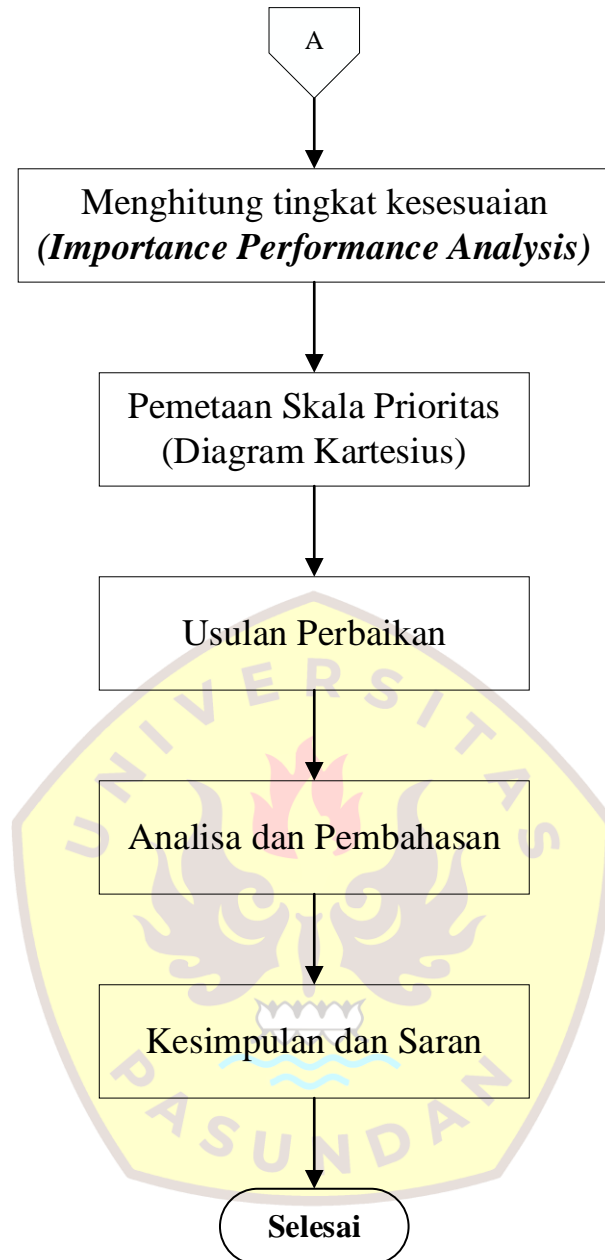 A
Menghitung tingkat kesesuaian
(Importance Performance Analysis)
Pemetaan Skala Prioritas
(Diagram Kartesius)
Usulan Perbaikan
UNIVERSITAS
Analisa dan Pembahasan
Kesimpulan dan Saran
PASUNDAN
Selesai